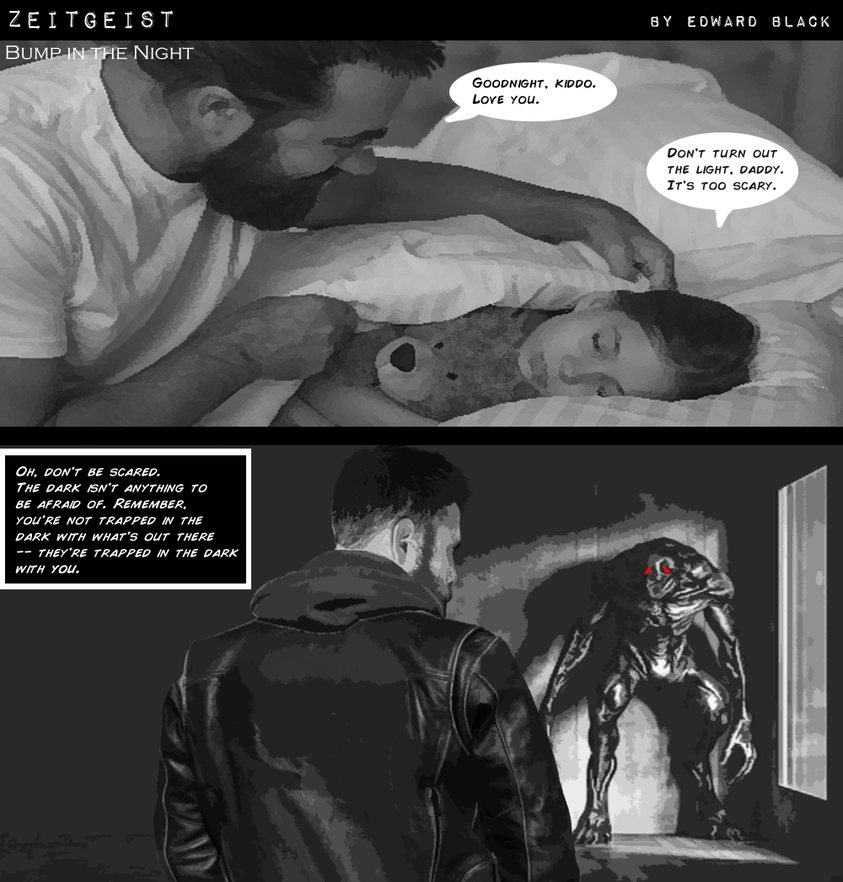 ZEITGEIST
BY EDWARD BLACK
BUMP IN THE NIGHT
GOODNIGHT, KIDDO.
LOVE YOU.
DON'T TURN OUT
THE LIGHT, DADDY.
IT'S TOO SCARY.
OH, DON'T BE SCARED.
THE DARK ISN'T ANYTHING TO
BE AFRAID OF. REMEMBER,
YOU'RE NOT TRAPPED IN THE
DARK WITH WHAT'S OUT THERE
-- THEY'RE TRAPPED IN THE DARK
WITH YOU.